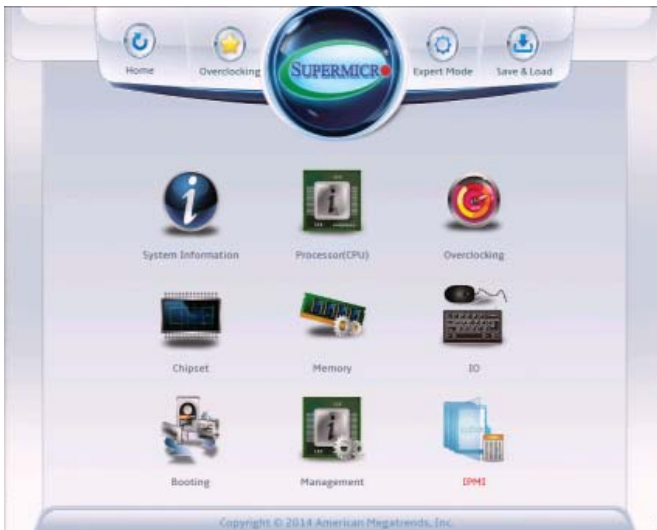 Home
Overclocking
SUPERMICR
Expert Mode
Save & Load
System Information
Processor(CPU)
Overclocking
Chipset
Memory
IO
Booting
Management
IPMI
Copyright © 2014 American Megatrends, Inc.